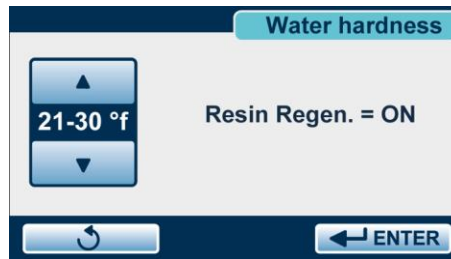 Water hardness
21-30 °f
Resin Regen. = ON
ENTER